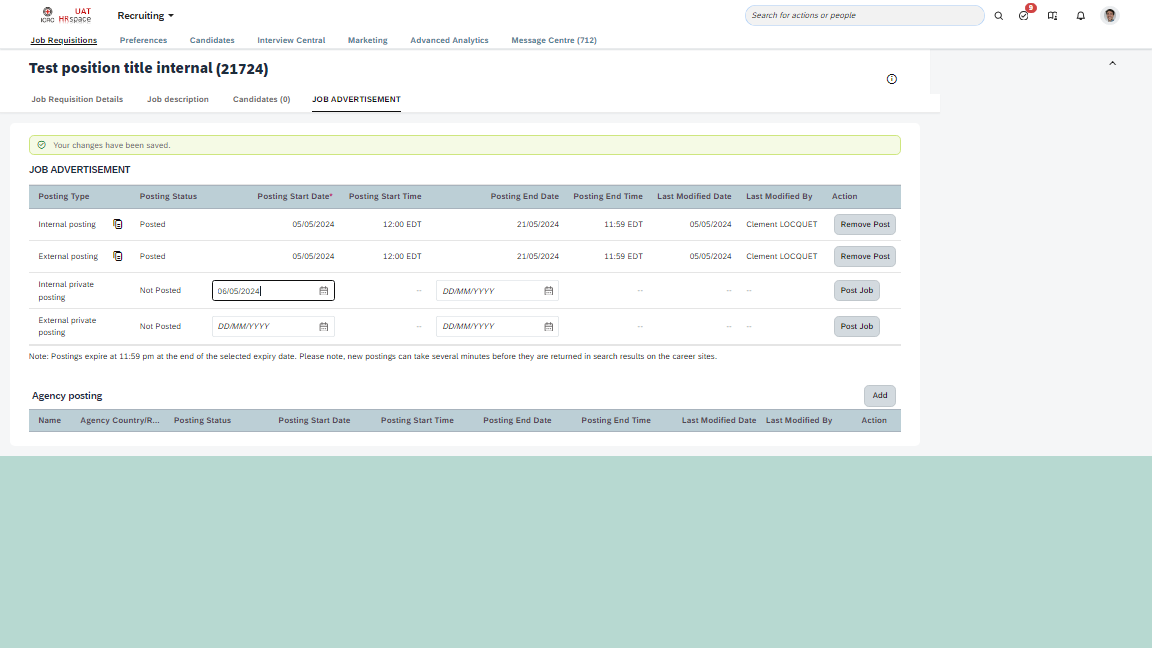 ICRC UAT HRspace Recruiting Search for actions or people 9
Job Requisitions Preferences Candidates Interview Central Marketing Advanced Analytics Message Centre (712)
Test position title internal (21724)
Job Requisition Details Job description Candidates (0) JOB ADVERTISEMENT
Your changes have been saved.
JOB ADVERTISEMENT
Posting Type Posting Status Posting Start Date* Posting Start Time Posting End Date Posting End Time Last Modified Date Last Modified By Action
Internal posting Posted 05/05/2024 12:00 EDT 21/05/2024 11:59 EDT 05/05/2024 Clement LOCQUET Remove Post
External posting Posted 05/05/2024 12:00 EDT 21/05/2024 11:59 EDT 05/05/2024 Clement LOCQUET Remove Post
Internal private posting Not Posted 06/05/2024 -- DD/MM/YYYY -- -- -- Post Job
External private posting Not Posted DD/MM/YYYY -- DD/MM/YYYY -- -- -- Post Job
Note: Postings expire at 11:59 pm at the end of the selected expiry date. Please note, new postings can take several minutes before they are returned in search results on the career sites.
Agency posting Add
Name Agency Country/R... Posting Status Posting Start Date Posting Start Time Posting End Date Posting End Time Last Modified Date Last Modified By Action